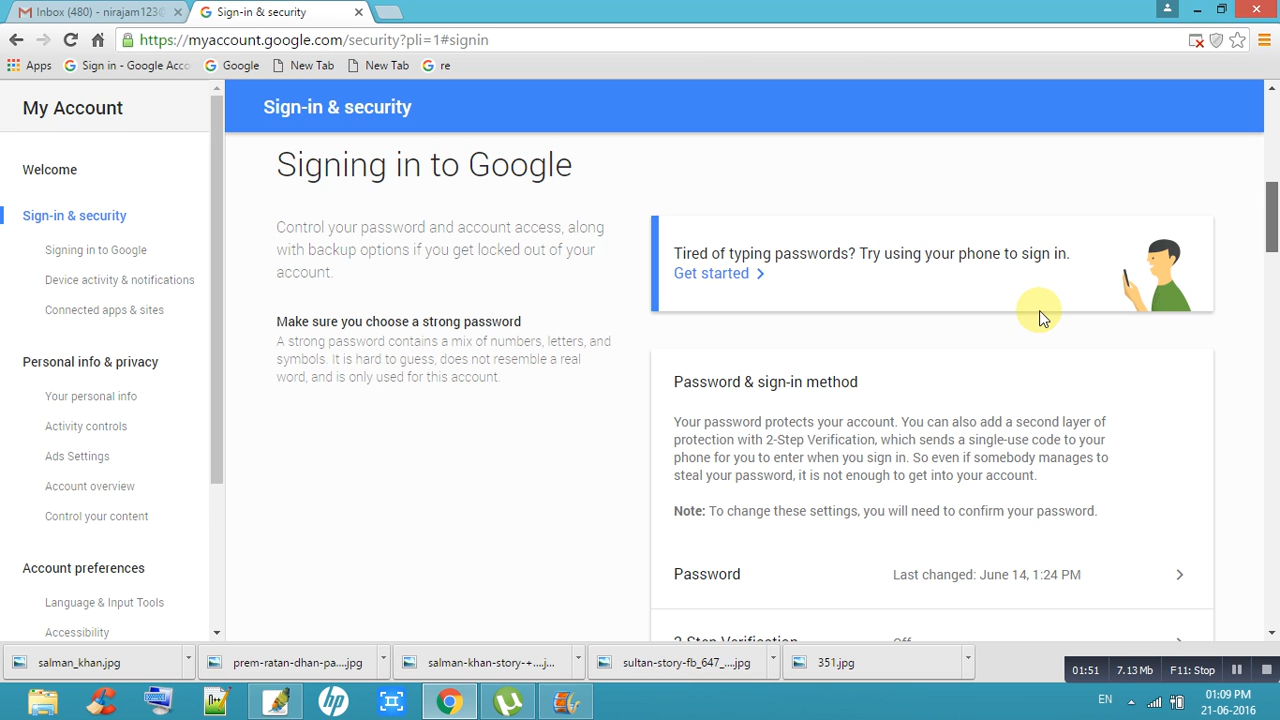 Inbox (480) - nirajam123@
Sign-in & security
https://myaccount.google.com/security?pli=1#signin
Apps
Sign in - Google Acco
Google
New Tab
New Tab
re
My Account
Sign-in & security
Welcome
Sign-in & security
Signing in to Google
Device activity & notifications
Connected apps & sites
Personal info & privacy
Your personal info
Activity controls
Ads Settings
Account overview
Control your content
Account preferences
Language & Input Tools
Accessibility
Signing in to Google
Control your password and account access, along
with backup options if you get locked out of your
account.
Make sure you choose a strong password
A strong password contains a mix of numbers, letters, and
symbols. It is hard to guess, does not resemble a real
word, and is only used for this account.
Tired of typing passwords? Try using your phone to sign in.
Get started
Password & sign-in method
Your password protects your account. You can also add a second layer of
protection with 2-Step Verification, which sends a single-use code to your
phone for you to enter when you sign in. So even if somebody manages to
steal your password, it is not enough to get into your account.
Note: To change these settings, you will need to confirm your password.
Password Last changed: June 14, 1:24 PM
2-Step Verification Off
salman_khan.jpg
prem-ratan-dhan-pa....jpg
salman-khan-story-+...j...
sultan-story-fb_647_...jpg
351.jpg
01:51 7.13 Mb F11: Stop
EN
01:09 PM
21-06-2016